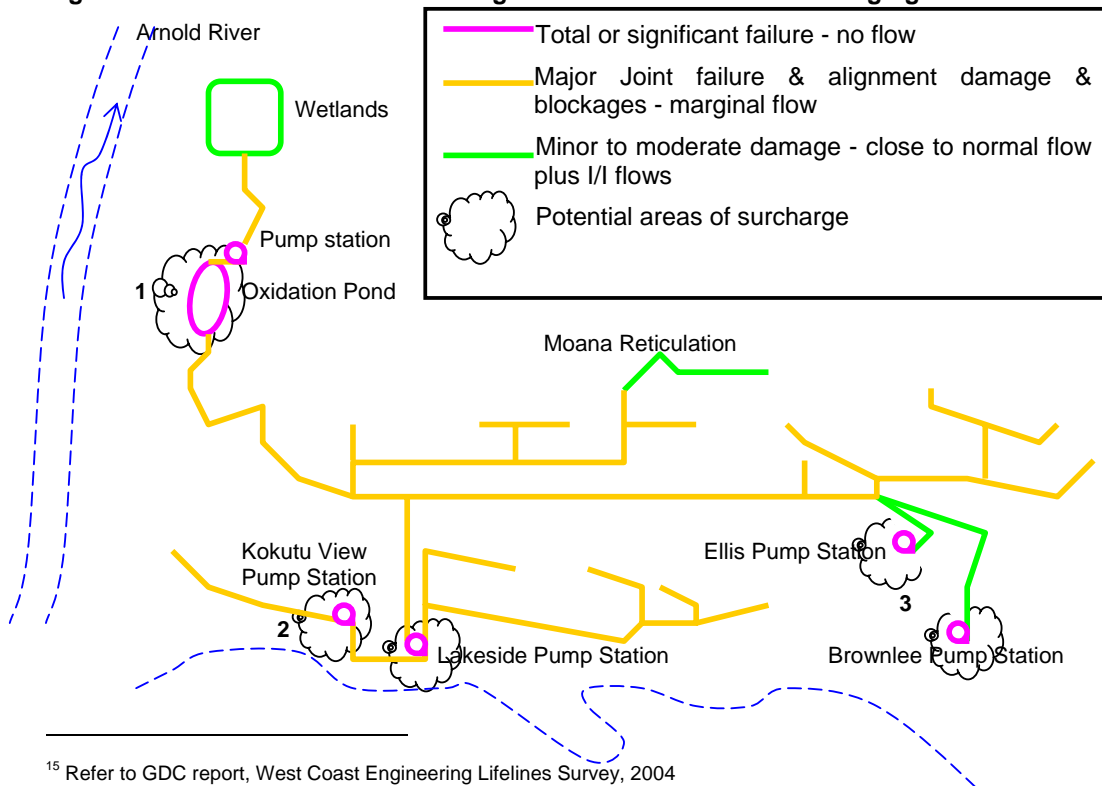 Arnold River
Total or significant failure - no flow
Major Joint failure & alignment damage &
blockages - marginal flow
Wetlands
Minor to moderate damage - close to normal flow
plus I/I flows
Potential areas of surcharge
Pump station
1
Oxidation Pond
Moana Reticulation
Kokutu View
Pump Station
2
Ellis Pump Station
3
Lakeside Pump Station
Brownlee Pump Station
15 Refer to GDC report, West Coast Engineering Lifelines Survey, 2004